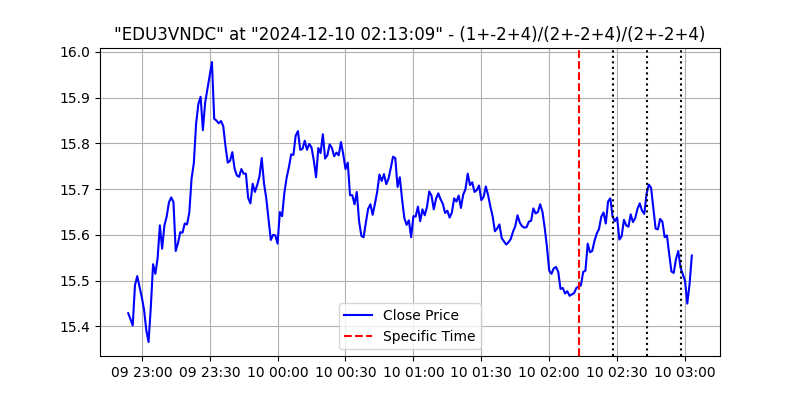 "EDU3VNDC" at "2024-12-10 02:13:09" - (1+-2+4)/(2+-2+4)/(2+-2+4)
16.0
15.9
15.8
15.7
15.6
15.5
15.4
Close Price
Specific Time
09 23:00 09 23:30 10 00:00 10 00:30 10 01:00 10 01:30 10 02:00 10 02:30 10 03:00